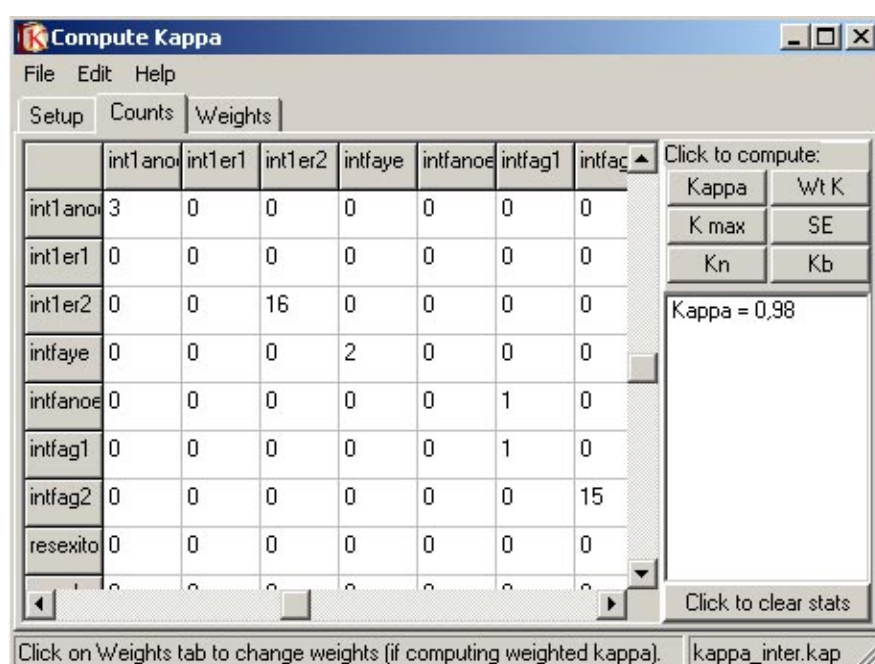 Compute Kappa
File Edit Help
Setup Counts Weights
int1anoe int1er1 int1er2 intfaye intfanoe intfag1 intfag
int1anoe 3 0 0 0 0 0 0
int1er1 0 0 0 0 0 0 0
int1er2 0 0 16 0 0 0 0
intfaye 0 0 0 2 0 0 0
intfanoe 0 0 0 0 0 1 0
intfag1 0 0 0 0 0 1 0
intfag2 0 0 0 0 0 0 15
resexito 0 0 0 0 0 0 0
Click to compute:
Kappa Wt K
K max SE
Kn Kb
Kappa = 0,98
Click to clear stats
Click on Weights tab to change weights (if computing weighted kappa). kappa_inter.kap